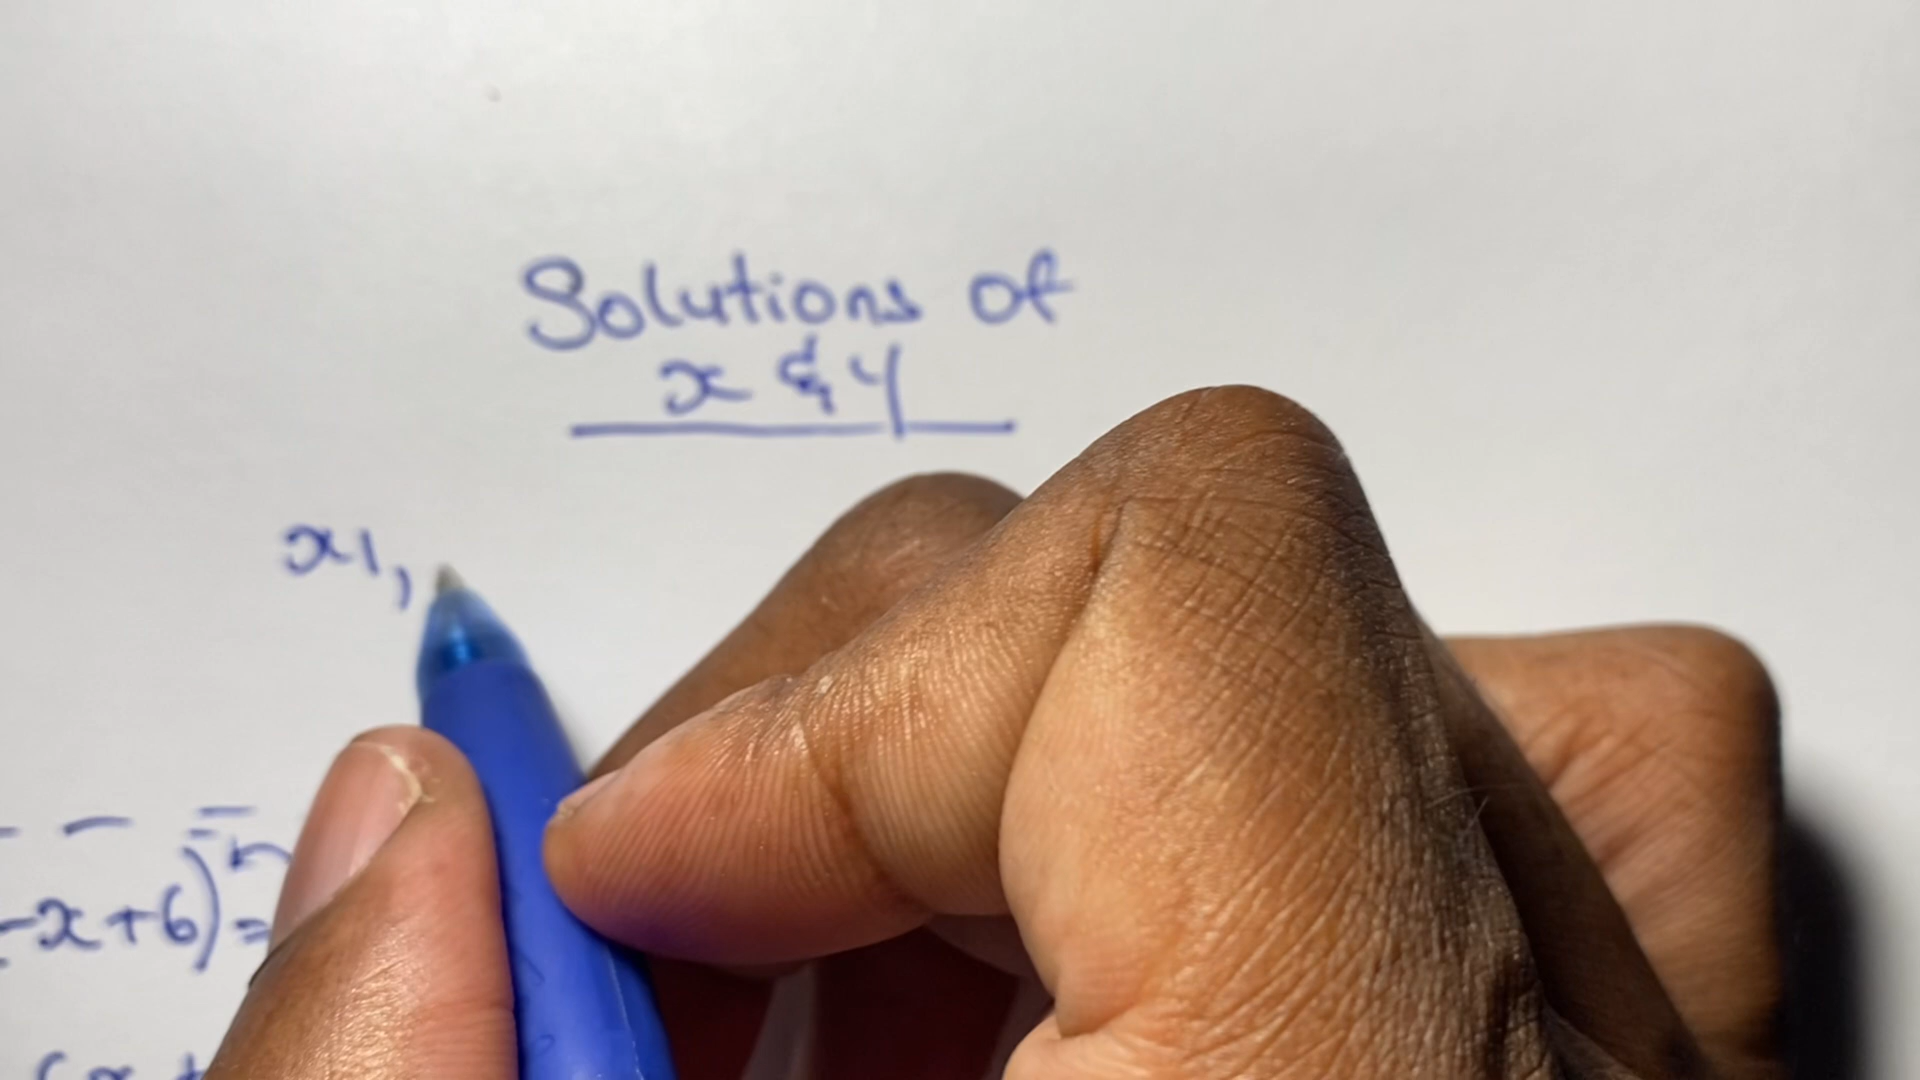 Solutions of
x & y
x1,
-x+6)=
(x+